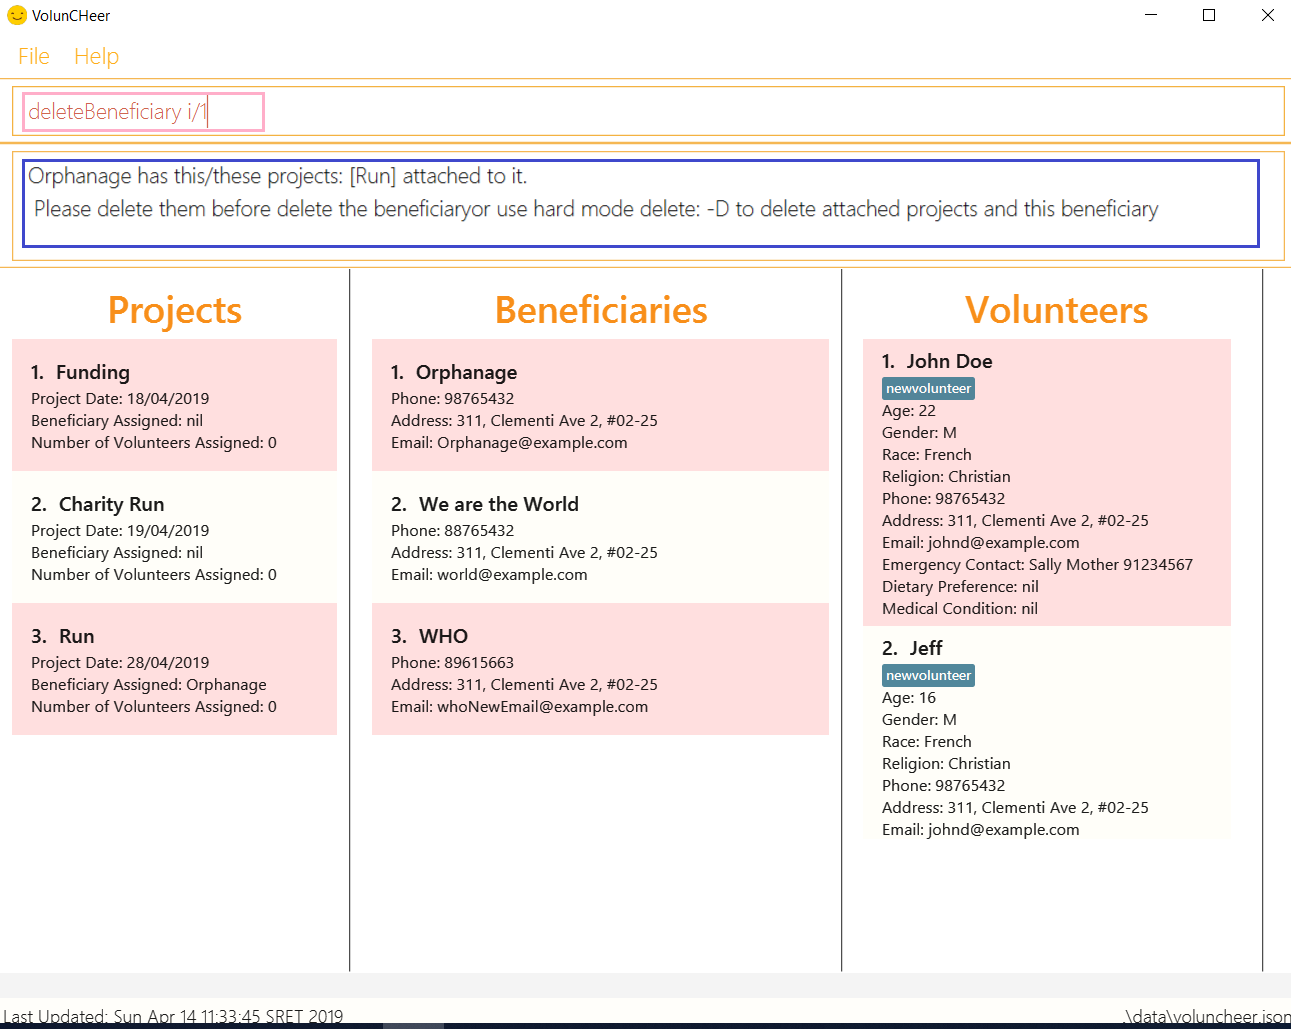 VolunCHeer
File Help
deleteBeneficiary i/1
Orphanage has this/these projects: [Run] attached to it.
Please delete them before delete the beneficiaryor use hard mode delete: -D to delete attached projects and this beneficiary
Projects
1. Funding
Project Date: 18/04/2019
Beneficiary Assigned: nil
Number of Volunteers Assigned: 0
2. Charity Run
Project Date: 19/04/2019
Beneficiary Assigned: nil
Number of Volunteers Assigned: 0
3. Run
Project Date: 28/04/2019
Beneficiary Assigned: Orphanage
Number of Volunteers Assigned: 0
Beneficiaries
1. Orphanage
Phone: 98765432
Address: 311, Clementi Ave 2, #02-25
Email: Orphanage@example.com
2. We are the World
Phone: 88765432
Address: 311, Clementi Ave 2, #02-25
Email: world@example.com
3. WHO
Phone: 89615663
Address: 311, Clementi Ave 2, #02-25
Email: whoNewEmail@example.com
Volunteers
1. John Doe
newvolunteer
Age: 22
Gender: M
Race: French
Religion: Christian
Phone: 98765432
Address: 311, Clementi Ave 2, #02-25
Email: johnd@example.com
Emergency Contact: Sally Mother 91234567
Dietary Preference: nil
Medical Condition: nil
2. Jeff
newvolunteer
Age: 16
Gender: M
Race: French
Religion: Christian
Phone: 98765432
Address: 311, Clementi Ave 2, #02-25
Email: johnd@example.com
Last Updated: Sun Apr 14 11:33:45 SRET 2019
.\data\voluncheer.json